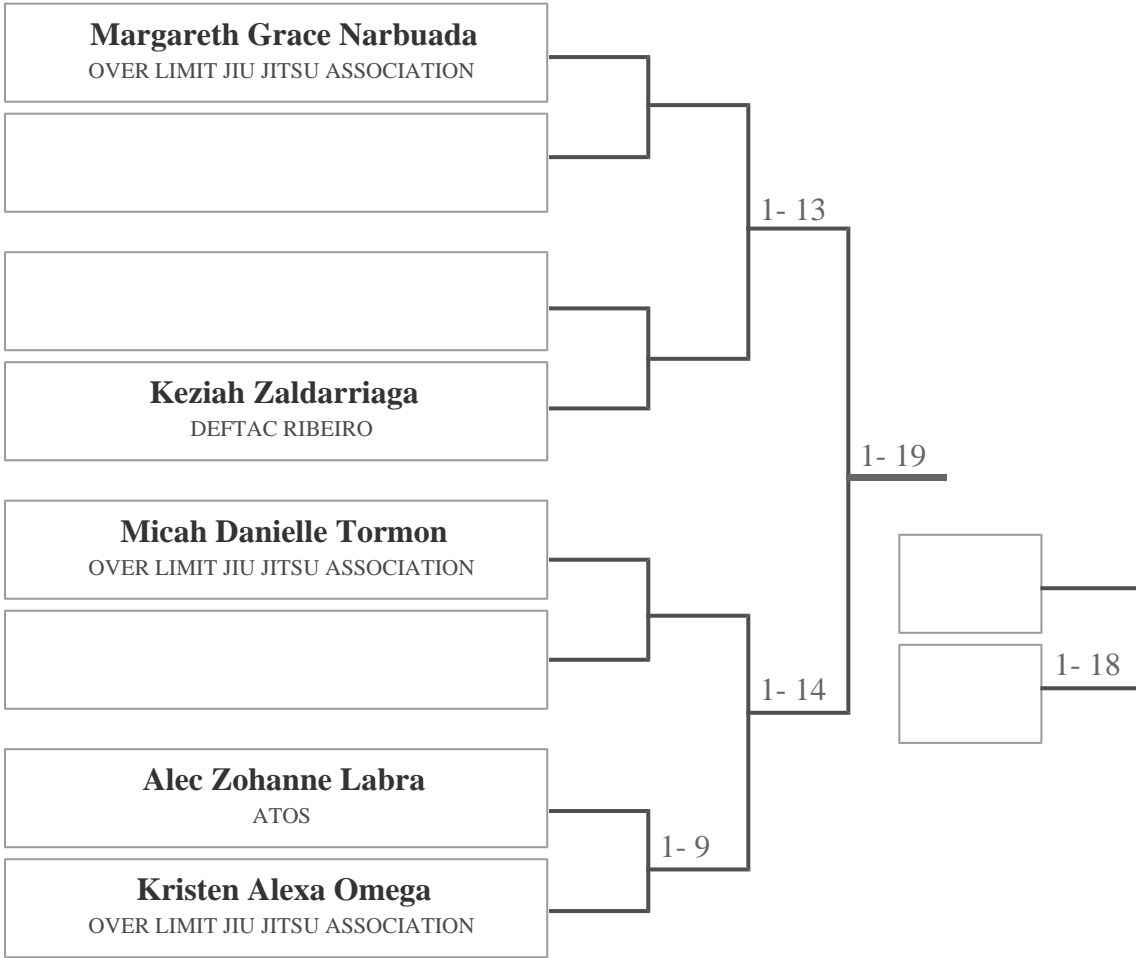 Margareth Grace Narbuada
OVER LIMIT JIU JITSU ASSOCIATION
1- 13
Keziah Zaldarriaga
DEFTAC RIBEIRO
1- 19
Micah Danielle Tormon
OVER LIMIT JIU JITSU ASSOCIATION
1- 18
1- 14
Alec Zohanne Labra
ATOS
1- 9
Kristen Alexa Omega
OVER LIMIT JIU JITSU ASSOCIATION